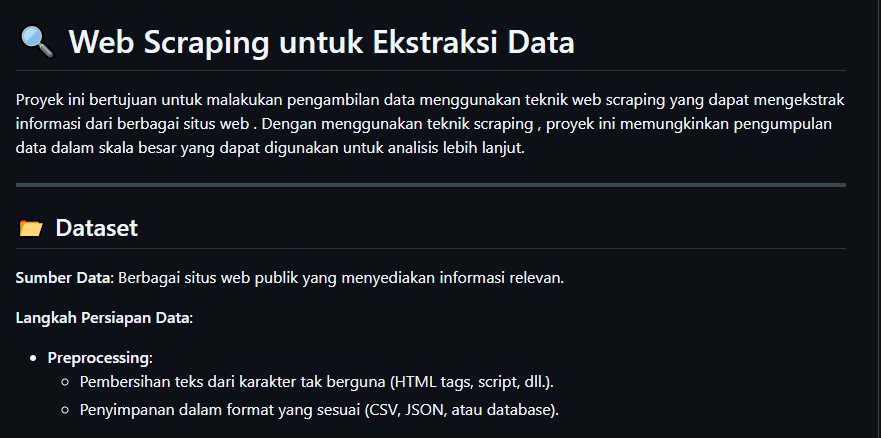 🔍 Web Scraping untuk Ekstraksi Data
Proyek ini bertujuan untuk malakukan pengambilan data menggunakan teknik web scraping yang dapat mengekstrak
informasi dari berbagai situs web . Dengan menggunakan teknik scraping , proyek ini memungkinkan pengumpulan
data dalam skala besar yang dapat digunakan untuk analisis lebih lanjut.
📂 Dataset
Sumber Data: Berbagai situs web publik yang menyediakan informasi relevan.
Langkah Persiapan Data:
• Preprocessing:
○ Pembersihan teks dari karakter tak berguna (HTML tags, script, dll.).
○ Penyimpanan dalam format yang sesuai (CSV, JSON, atau database).